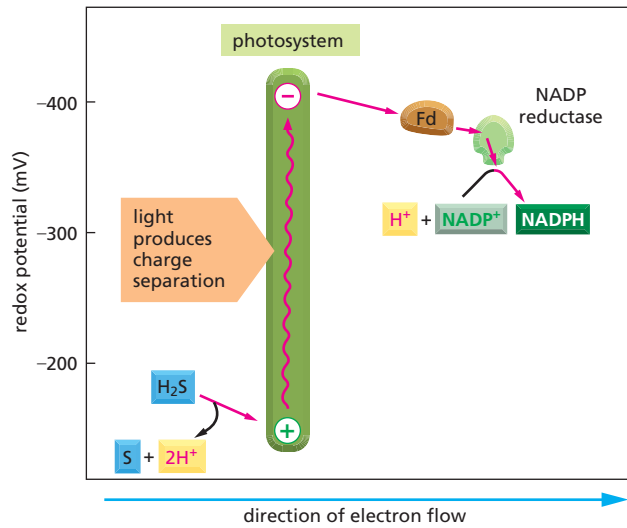 photosystem
redox potential (mV)
–400
–300
–200
−
Fd
NADP
reductase
H⁺ + NADP⁺ NADPH
light
produces
charge
separation
H₂S
+
S + 2H⁺
direction of electron flow